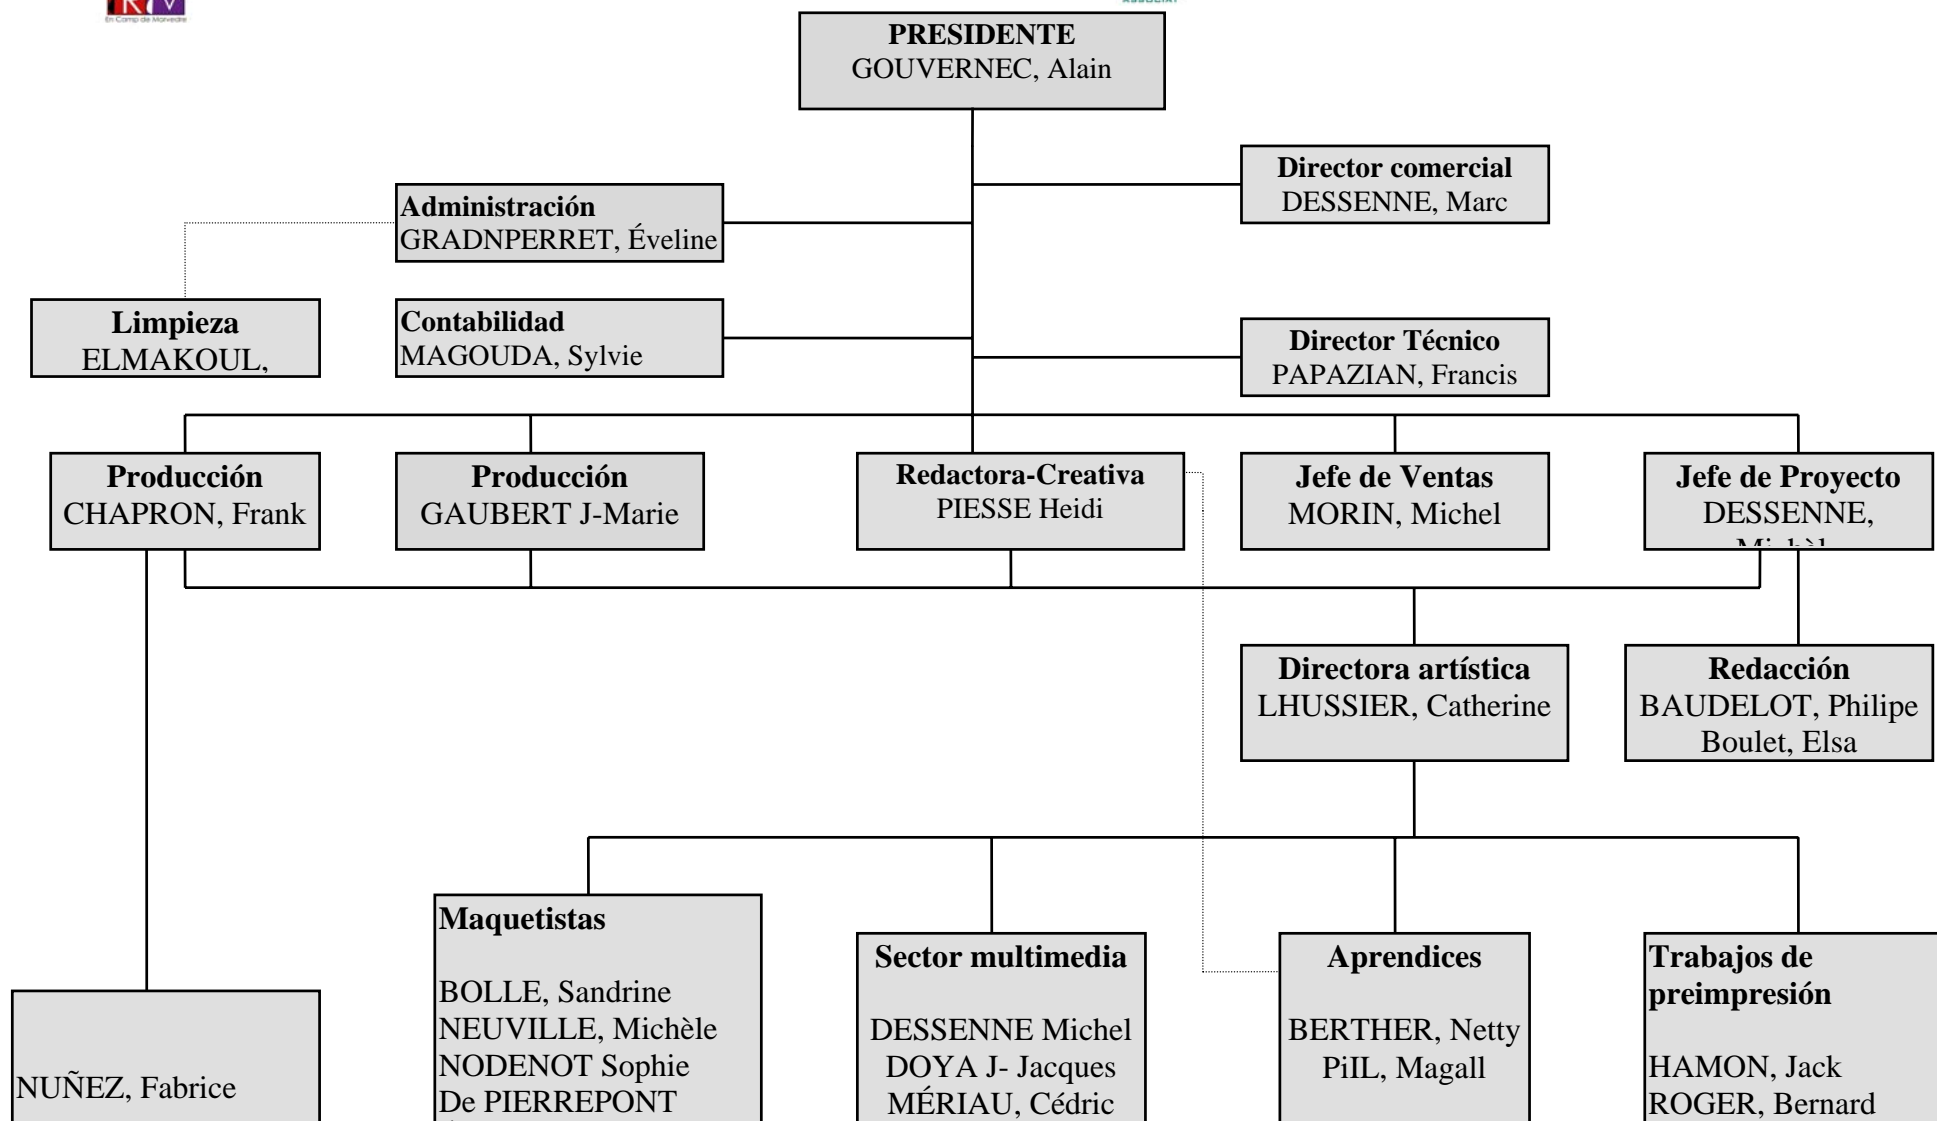 R V
En Camp de Morvedre
PRESIDENTE
GOUVERNEC, Alain
Director comercial
DESSENNE, Marc
Administración
GRADNPERRET, Éveline
Limpieza
ELMAKOUL,
Contabilidad
MAGOUDA, Sylvie
Director Técnico
PAPAZIAN, Francis
Producción
CHAPRON, Frank
Producción
GAUBERT J-Marie
Redactora-Creativa
PIESSE Heidi
Jefe de Ventas
MORIN, Michel
Jefe de Proyecto
DESSENNE,
Directora artística
LHUSSIER, Catherine
Redacción
BAUDELOT, Philipe
Boulet, Elsa
NUÑEZ, Fabrice
Maquetistas
BOLLE, Sandrine
NEUVILLE, Michèle
NODENOT Sophie
De PIERREPONT
Sector multimedia
DESSENNE Michel
DOYA J- Jacques
MÉRIAU, Cédric
Aprendices
BERTHER, Netty
PiIL, Magall
Trabajos de
preimpresión
HAMON, Jack
ROGER, Bernard